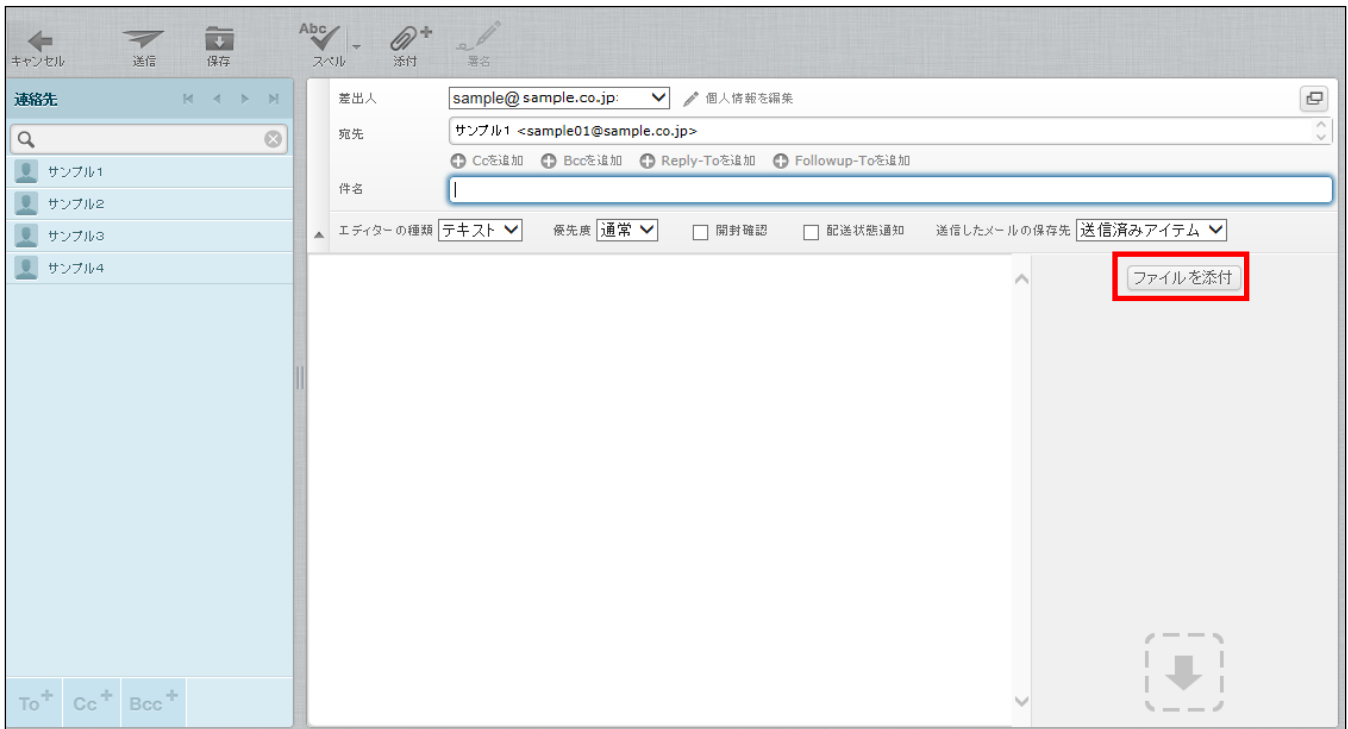 キャンセル 送信 保存 Abc スペル 添付 署名
連絡先
サンプル1
サンプル2
サンプル3
サンプル4
To+ Cc+ Bcc+
差出人 sample@sample.co.jp: 個人情報を編集
宛先 サンプル1 <sample01@sample.co.jp>
Ccを追加 Bccを追加 Reply-Toを追加 Followup-Toを追加
件名
エディターの種類 テキスト 優先度 通常 開封確認 配送状態通知 送信したメールの保存先 送信済みアイテム
ファイルを添付